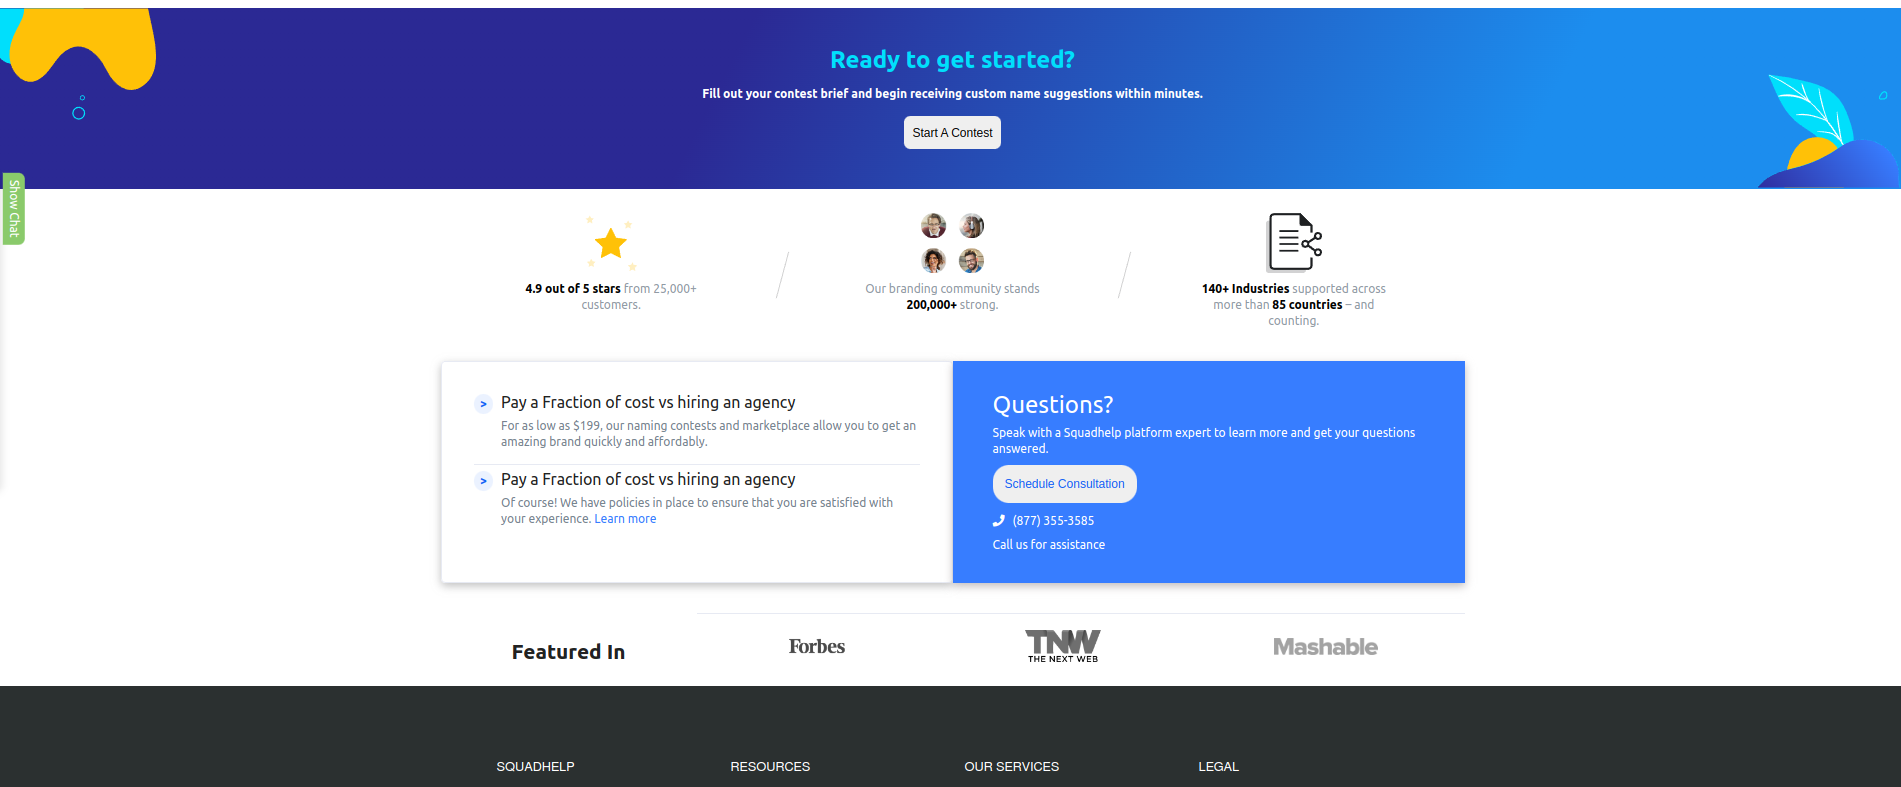 Ready to get started?
Fill out your contest brief and begin receiving custom name suggestions within minutes.
Start A Contest
Show Chat
4.9 out of 5 stars from 25,000+
customers.
Our branding community stands
200,000+ strong.
140+ Industries supported across
more than 85 countries – and
counting.
> Pay a Fraction of cost vs hiring an agency
For as low as $199, our naming contests and marketplace allow you to get an
amazing brand quickly and affordably.
> Pay a Fraction of cost vs hiring an agency
Of course! We have policies in place to ensure that you are satisfied with
your experience. Learn more
Questions?
Speak with a Squadhelp platform expert to learn more and get your questions
answered.
Schedule Consultation
(877) 355-3585
Call us for assistance
Featured In
Forbes
TNW
THE NEXT WEB
Mashable
SQUADHELP
RESOURCES
OUR SERVICES
LEGAL